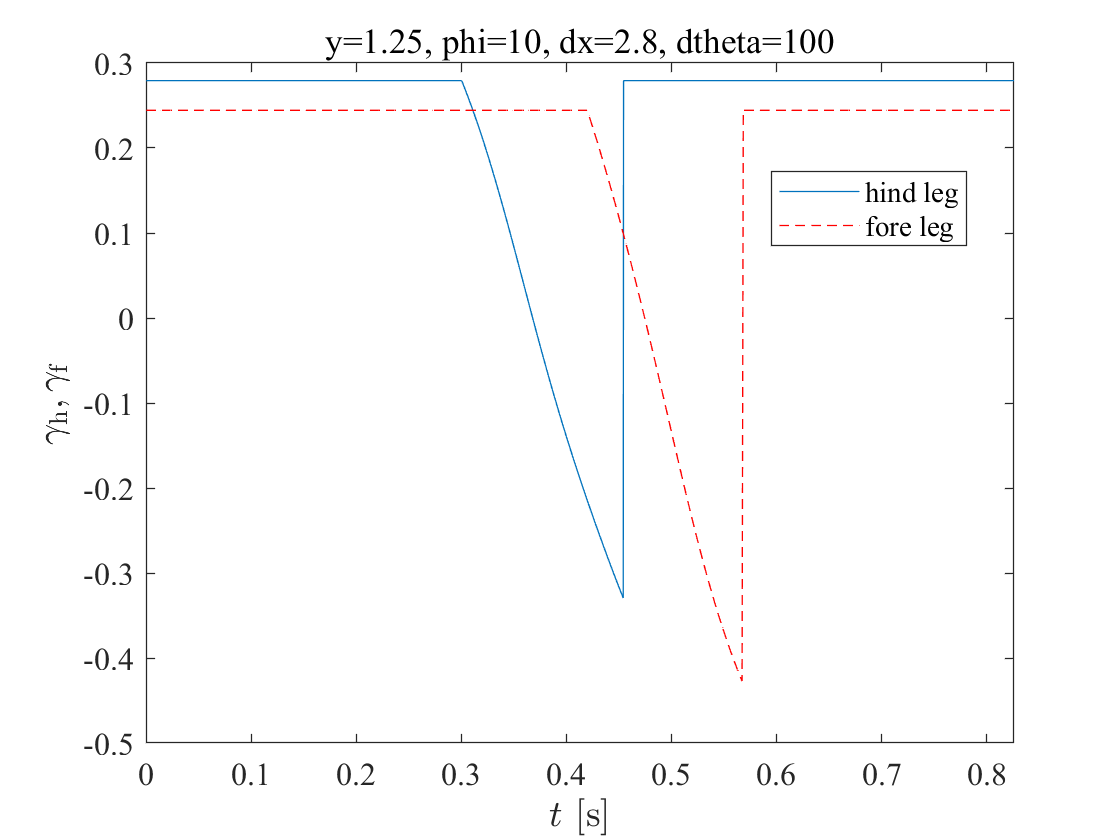 y=1.25, phi=10, dx=2.8, dtheta=100
0.3
0.2
0.1
0
-0.1
-0.2
-0.3
-0.4
-0.5
γh, γf
hind leg
fore leg
0 0.1 0.2 0.3 0.4 0.5 0.6 0.7 0.8
t [s]